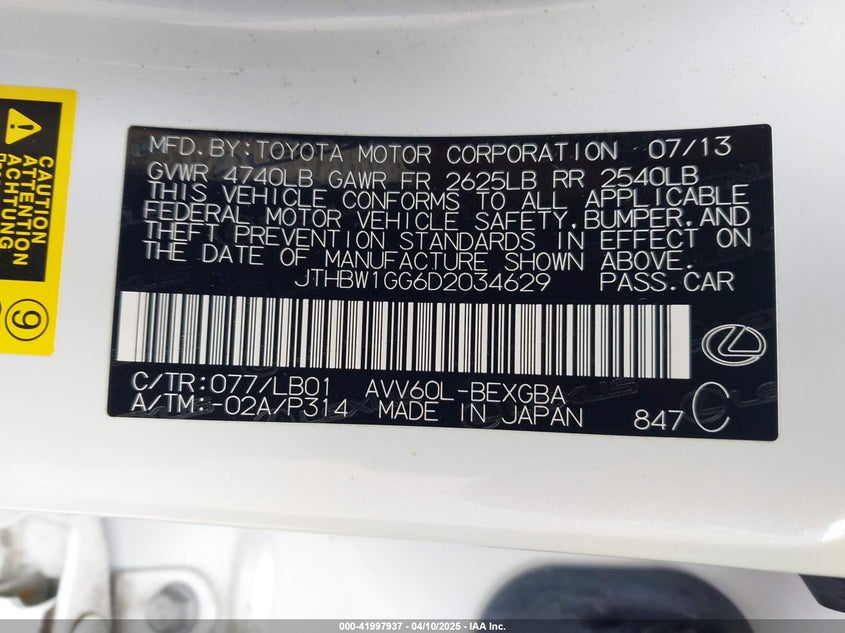 CAUTION
ATTENTION
ACHTUNG
9
MFD.BY:TOYOTA MOTOR CORPORATION 07/13
GVWR 4740LB GAWR FR 2625LB RR 2540LB
THIS VEHICLE CONFORMS TO ALL APPLICABLE
FEDERAL MOTOR VEHICLE SAFETY,BUMPER,AND
THEFT PREVENTION STANDARDS IN EFFECT ON
THE DATE OF MANUFACTURE SHOWN ABOVE.
JTHBW1GG6D2034629 PASS.CAR
C/TR:077/LB01 AVV60L-BEXGBA
A/TM:-02A/P314 MADE IN JAPAN 847 C
000-41997937 - 04/10/2025 - IAA Inc.